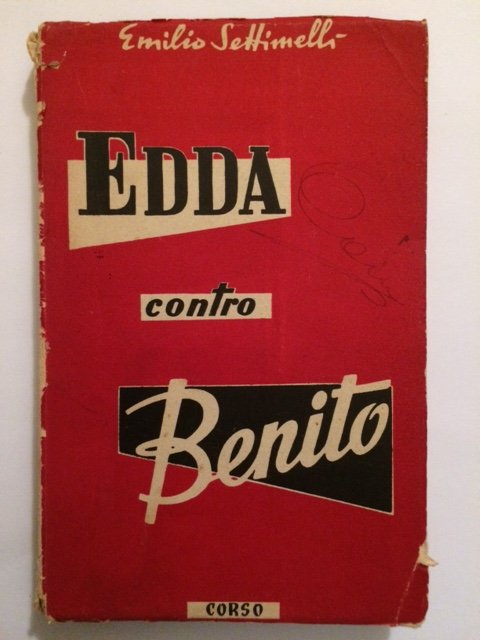 Emilio Settimelli
EDDA
contro
Benito
CORSO